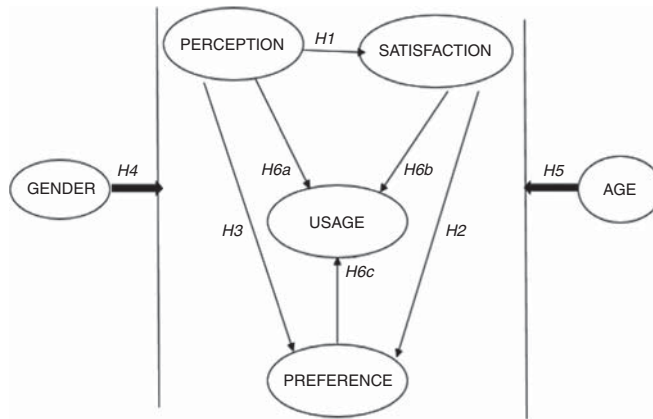 H1
PERCEPTION
SATISFACTION
H4
H6a
H6b
H5
GENDER
AGE
USAGE
H3
H2
H6c
PREFERENCE